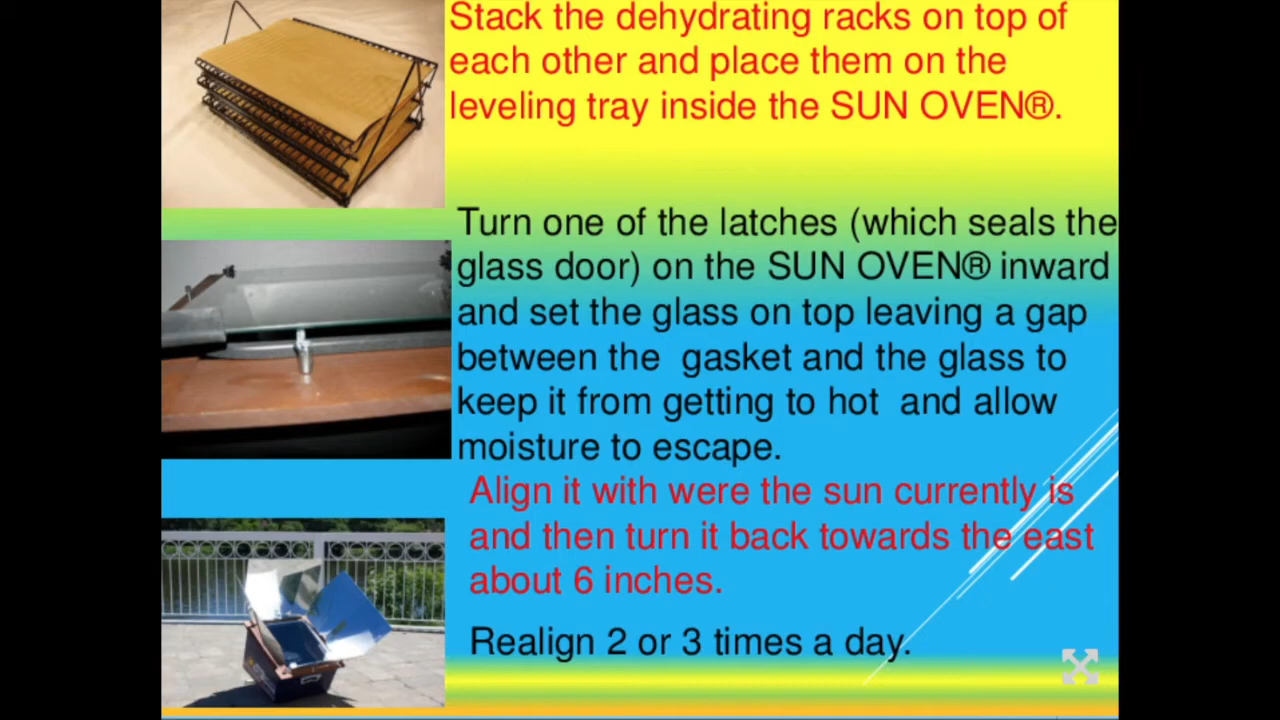 Stack the dehydrating racks on top of
each other and place them on the
leveling tray inside the SUN OVEN®.
Turn one of the latches (which seals the
glass door) on the SUN OVEN® inward
and set the glass on top leaving a gap
between the  gasket and the glass to
keep it from getting to hot  and allow
moisture to escape.
Align it with were the sun currently is
and then turn it back towards the east
about 6 inches.
Realign 2 or 3 times a day.